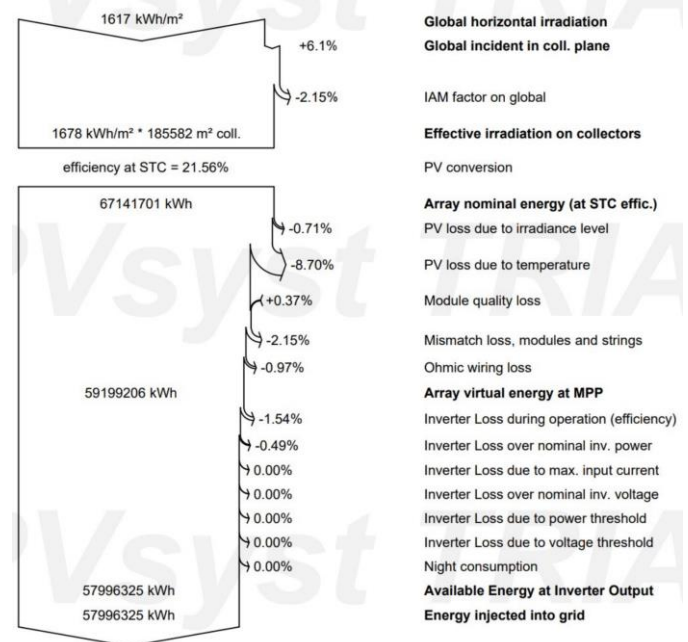 1617 kWh/m² Global horizontal irradiation
+6.1% Global incident in coll. plane
-2.15% IAM factor on global
1678 kWh/m² * 185582 m² coll. Effective irradiation on collectors
efficiency at STC = 21.56% PV conversion
67141701 kWh Array nominal energy (at STC effic.)
-0.71% PV loss due to irradiance level
-8.70% PV loss due to temperature
+0.37% Module quality loss
-2.15% Mismatch loss, modules and strings
-0.97% Ohmic wiring loss
59199206 kWh Array virtual energy at MPP
-1.54% Inverter Loss during operation (efficiency)
-0.49% Inverter Loss over nominal inv. power
0.00% Inverter Loss due to max. input current
0.00% Inverter Loss over nominal inv. voltage
0.00% Inverter Loss due to power threshold
0.00% Inverter Loss due to voltage threshold
0.00% Night consumption
57996325 kWh Available Energy at Inverter Output
57996325 kWh Energy injected into grid
PVsyst TRIA
PVsyst TRIA